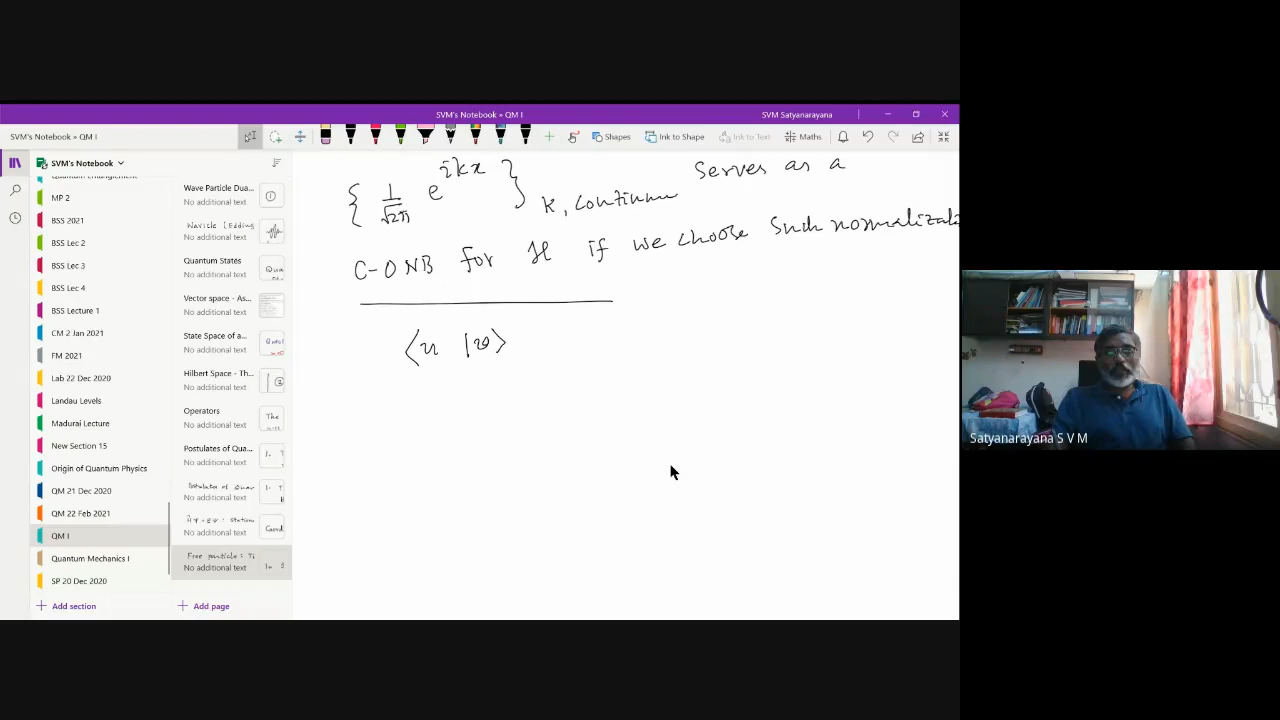 SVM's Notebook » QM I
SVM Satyanarayana
SVM's Notebook » QM I
Shapes
Ink to Shape
Ink to Text
Maths
SVM's Notebook
MP 2
BSS 2021
BSS Lec 2
BSS Lec 3
BSS Lec 4
BSS Lecture 1
CM 2 Jan 2021
FM 2021
Lab 22 Dec 2020
Landau Levels
Madurai Lecture
New Section 15
Origin of Quantum Physics
QM 21 Dec 2020
QM 22 Feb 2021
QM I
Quantum Mechanics I
SP 20 Dec 2020
+ Add section
Wave Particle Dua...
No additional text
No additional text
Quantum States
No additional text
Vector space - As...
No additional text
State Space of a...
No additional text
Hilbert Space - Th...
No additional text
Operators
No additional text
Postulates of Qua...
No additional text
No additional text
No additional text
Free particle : Ti
No additional text
+ Add page
{ 1/√2π e^ikx } k, continuum Serves as a
C-ONB for ℋ if we choose such normalizati
⟨u |v⟩
Satyanarayana S V M